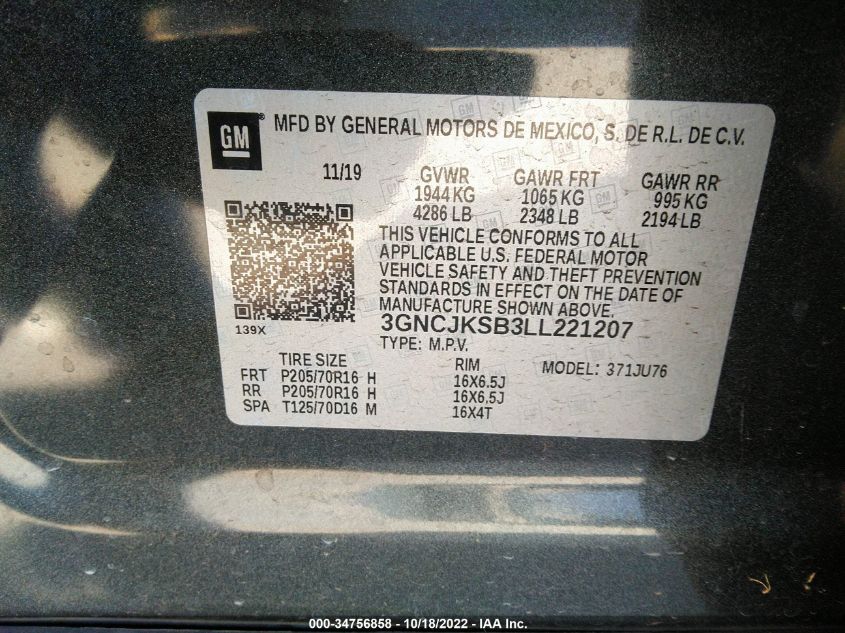 GM® MFD BY GENERAL MOTORS DE MEXICO, S. DE R.L. DE C.V.
11/19 GVWR GAWR FRT GAWR RR
1944 KG 1065 KG 995 KG
4286 LB 2348 LB 2194 LB
THIS VEHICLE CONFORMS TO ALL
APPLICABLE U.S. FEDERAL MOTOR
VEHICLE SAFETY AND THEFT PREVENTION
STANDARDS IN EFFECT ON THE DATE OF
MANUFACTURE SHOWN ABOVE.
139X
3GNCJKSB3LL221207
TYPE: M.P.V.
TIRE SIZE RIM MODEL: 371JU76
FRT P205/70R16 H 16X6.5J
RR P205/70R16 H 16X6.5J
SPA T125/70D16 M 16X4T
000-34756858 - 10/18/2022 - IAA Inc.